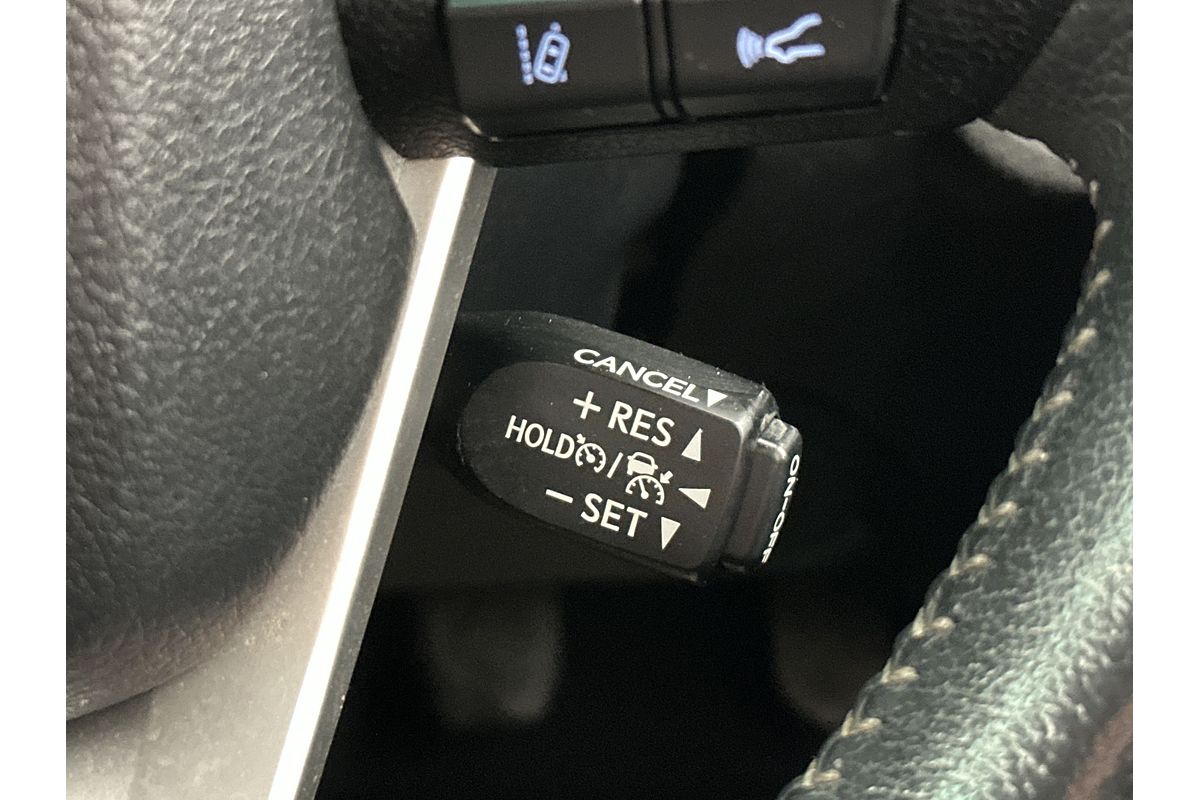 CANCEL▼
+ RES ▲
HOLD / ◀
− SET ▼
ON-OFF